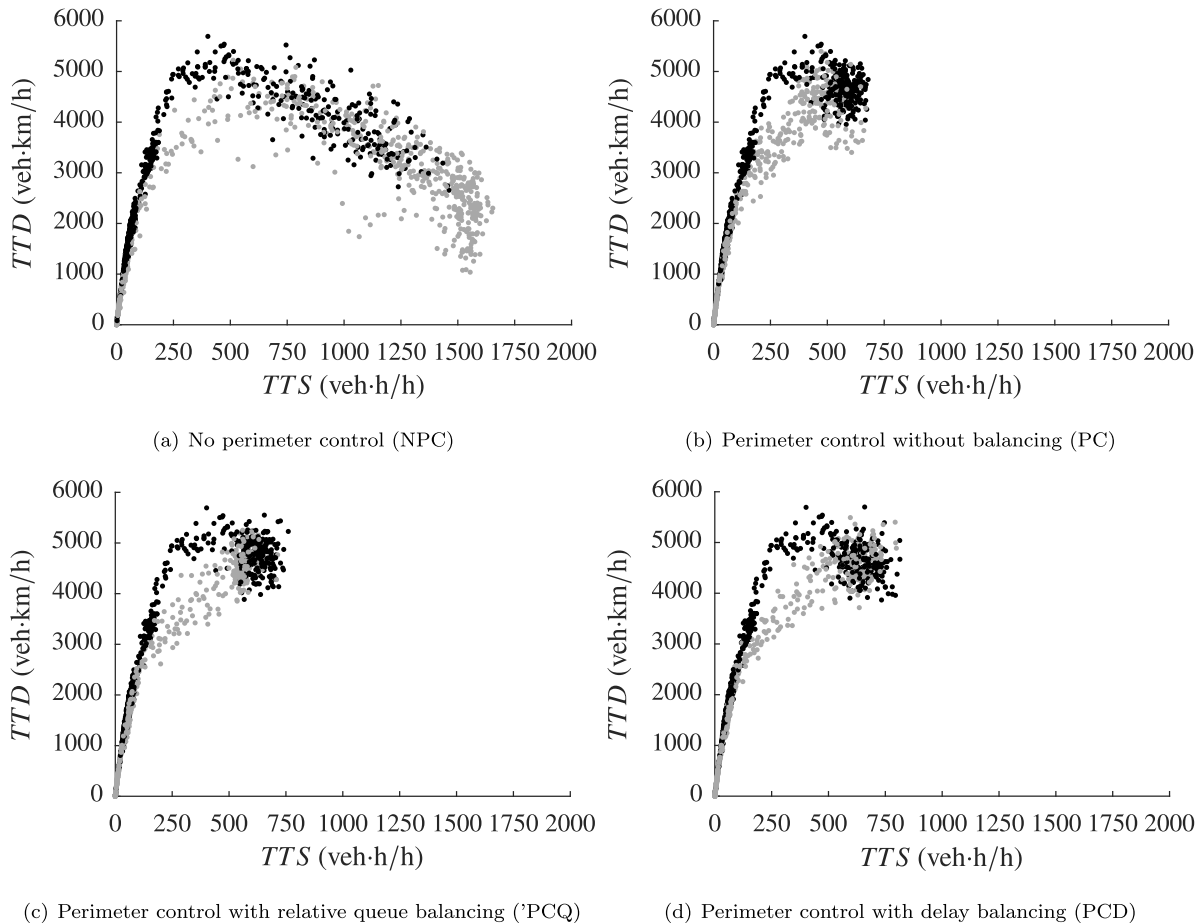 6000
5000
4000
3000
2000
1000
0
TTD (veh·km/h)
0 250 500 750 1000 1250 1500 1750 2000
TTS (veh·h/h)
(a) No perimeter control (NPC)
6000
5000
4000
3000
2000
1000
0
TTD (veh·km/h)
0 250 500 750 1000 1250 1500 1750 2000
TTS (veh·h/h)
(b) Perimeter control without balancing (PC)
6000
5000
4000
3000
2000
1000
0
TTD (veh·km/h)
0 250 500 750 1000 1250 1500 1750 2000
TTS (veh·h/h)
(c) Perimeter control with relative queue balancing ('PCQ)
6000
5000
4000
3000
2000
1000
0
TTD (veh·km/h)
0 250 500 750 1000 1250 1500 1750 2000
TTS (veh·h/h)
(d) Perimeter control with delay balancing (PCD)